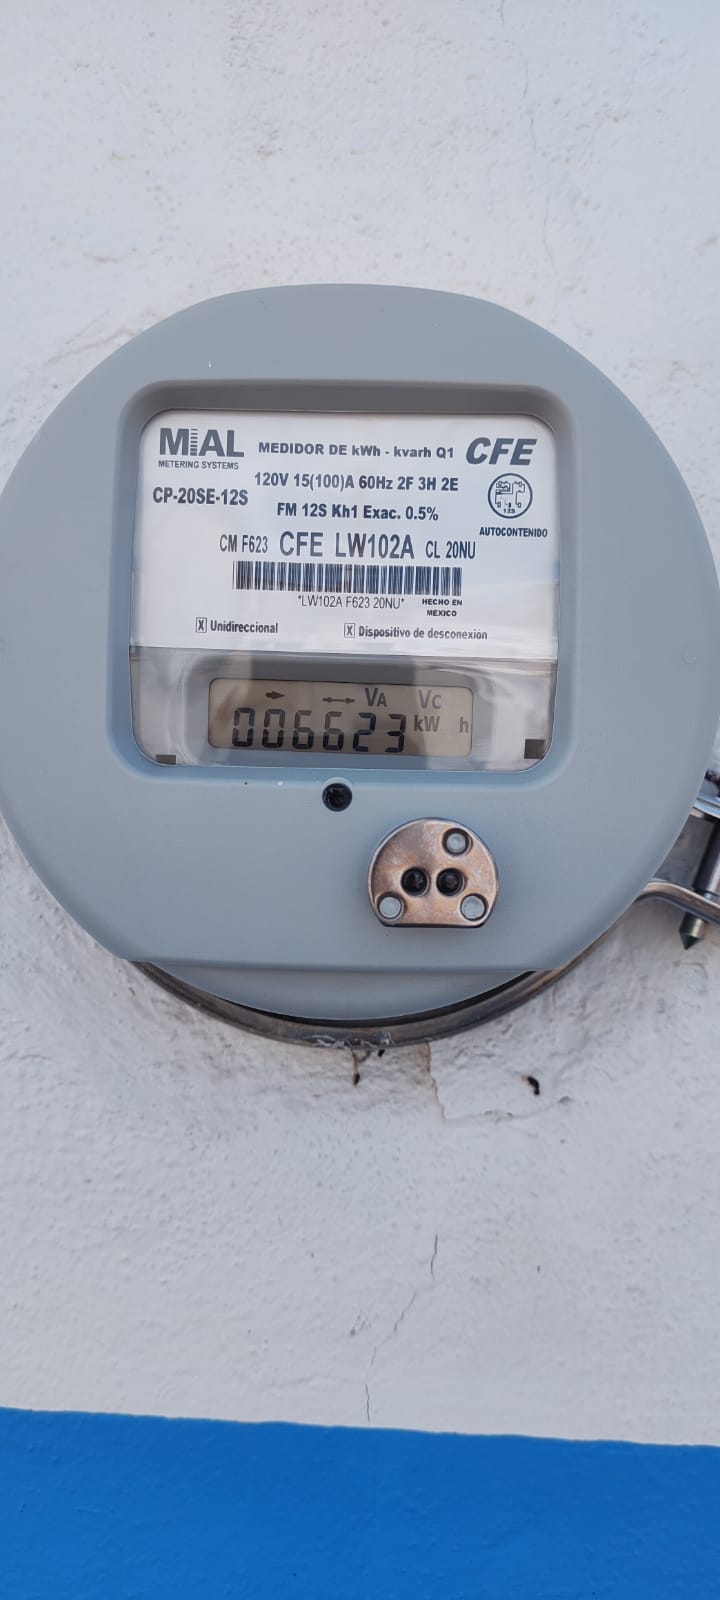 MIAL
METERING SYSTEMS
MEDIDOR DE kWh - kvarh Q1 CFE
120V 15(100)A 60Hz 2F 3H 2E
CP-20SE-12S
FM 12S Kh1 Exac. 0.5%
12S
AUTOCONTENIDO
CM F623 CFE LW102A CL 20NU
*LW102A F623 20NU*
HECHO EN
MEXICO
X Unidireccional X Dispositivo de desconexión
VA VC
006623 kW h